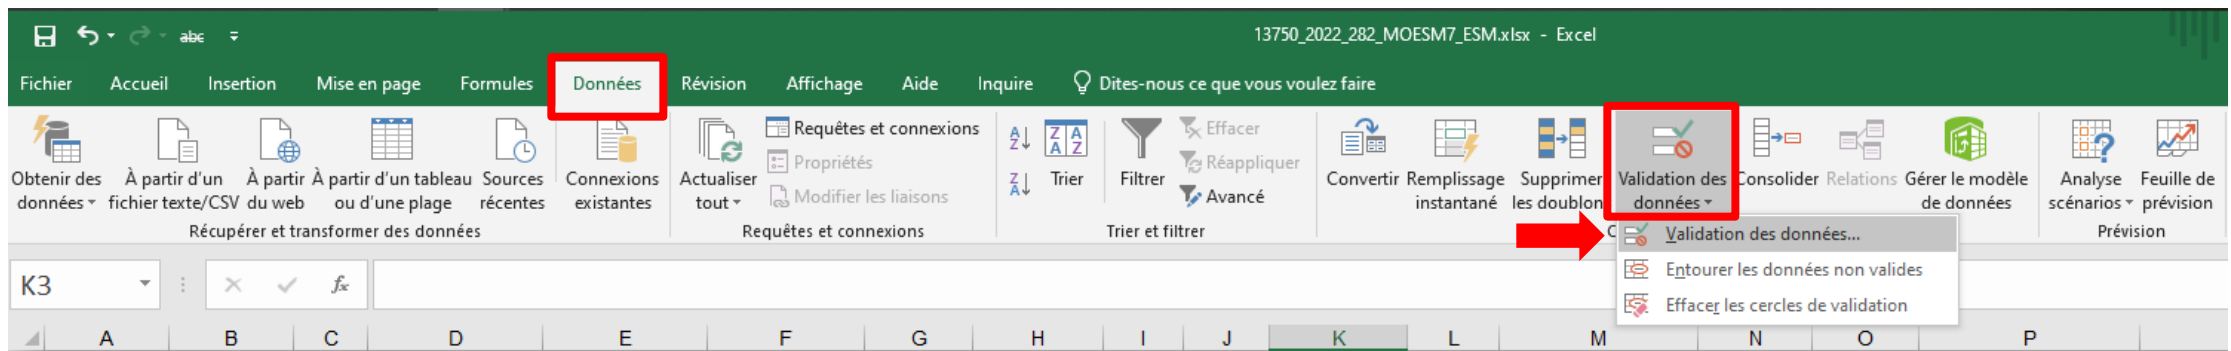 abc
13750_2022_282_MOESM7_ESM.xlsx - Excel
Fichier Accueil Insertion Mise en page Formules Données Révision Affichage Aide Inquire Dites-nous ce que vous voulez faire
Obtenir des données
À partir d'un fichier texte/CSV
À partir du web
À partir d'un tableau ou d'une plage
Sources récentes
Connexions existantes
Récupérer et transformer des données
Actualiser tout
Requêtes et connexions
Propriétés
Modifier les liaisons
Requêtes et connexions
A
Z
Z
A
Z A
A Z
Trier
Filtrer
Effacer
Réappliquer
Avancé
Trier et filtrer
Convertir
Remplissage instantané
Supprimer les doublon
Validation des données
Consolider
Relations
Gérer le modèle de données
Analyse scénarios
Feuille de prévision
Prévision
Validation des données...
Entourer les données non valides
Effacer les cercles de validation
K3
fx
A B C D E F G H I J K L M N O P